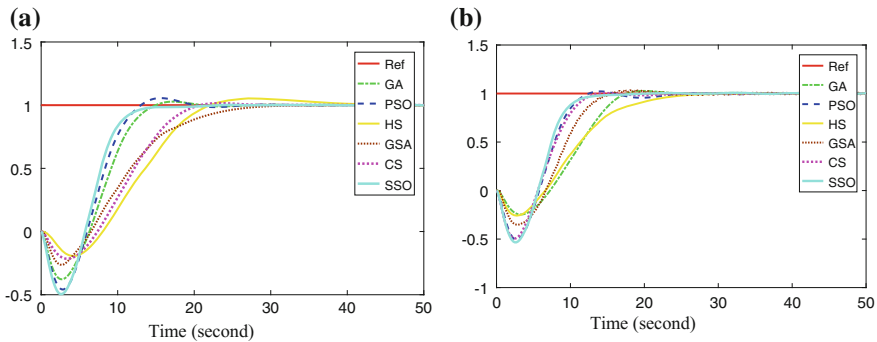 (a)
1.5
1
0.5
0
-0.5
0 10 20 30 40 50
Time (second)
Ref
GA
PSO
HS
GSA
CS
SSO
(b)
1.5
1
0.5
0
-0.5
-1
0 10 20 30 40 50
Time (second)
Ref
GA
PSO
HS
GSA
CS
SSO